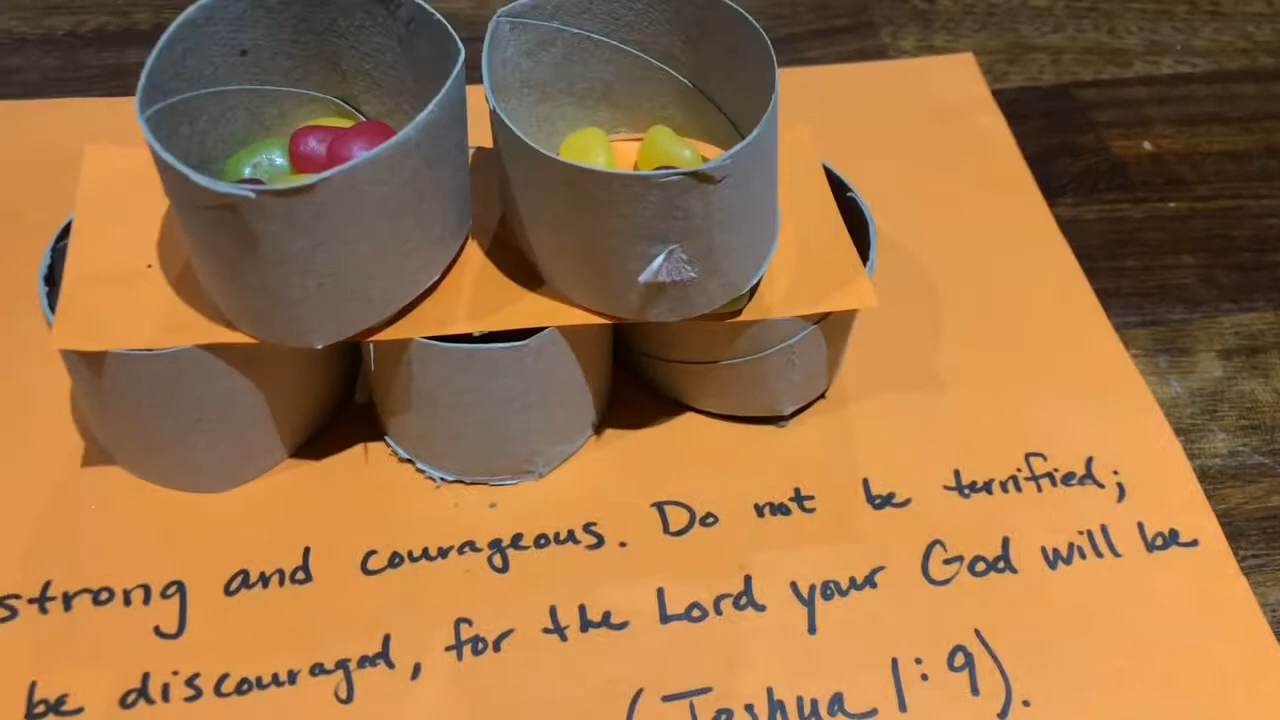 strong and courageous. Do not be terrified;
be discouraged, for the Lord your God will be
(Joshua 1:9).